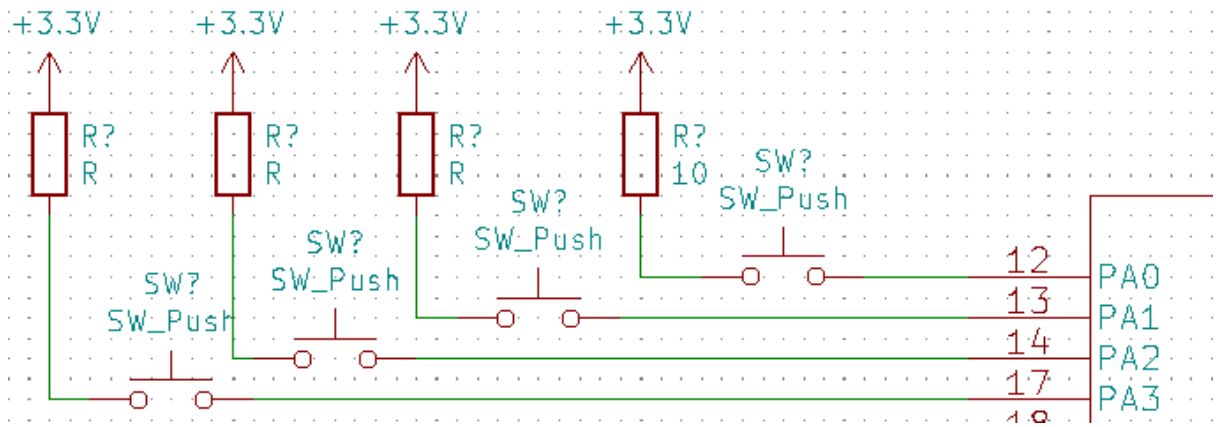 +3.3V
+3.3V
+3.3V
+3.3V
R?
R
R?
R
R?
R
R?
10
SW?
SW_Push
SW?
SW_Push
SW?
SW_Push
SW?
SW_Push
12
PA0
13
PA1
14
PA2
17
PA3
18